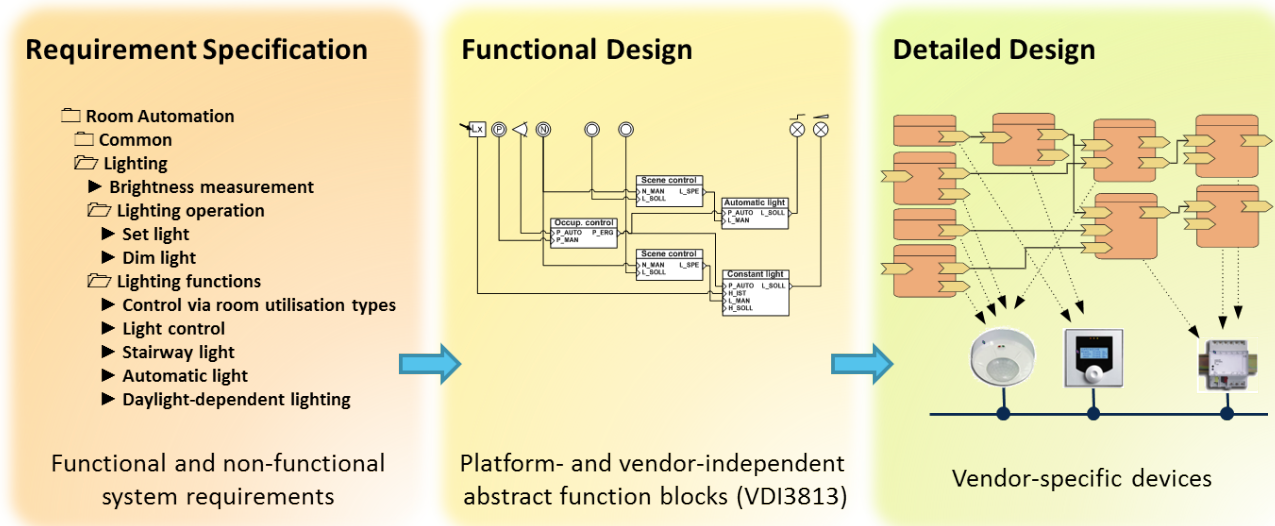 Requirement Specification
Room Automation
Common
Lighting
► Brightness measurement
Lighting operation
► Set light
► Dim light
Lighting functions
► Control via room utilisation types
► Light control
► Stairway light
► Automatic light
► Daylight-dependent lighting
Functional and non-functional
system requirements
Functional Design
Lx P N
Scene control
N_MAN L_SPE
L_SOLL
Automatic light
P_AUTO L_SOLL
L_MAN
Occup. control
P_AUTO P_ERG
P_MAN
Scene control
N_MAN L_SPE
L_SOLL
Constant light
P_AUTO L_SOLL
H_IST
L_MAN
H_SOLL
Platform- and vendor-independent
abstract function blocks (VDI3813)
Detailed Design
Vendor-specific devices